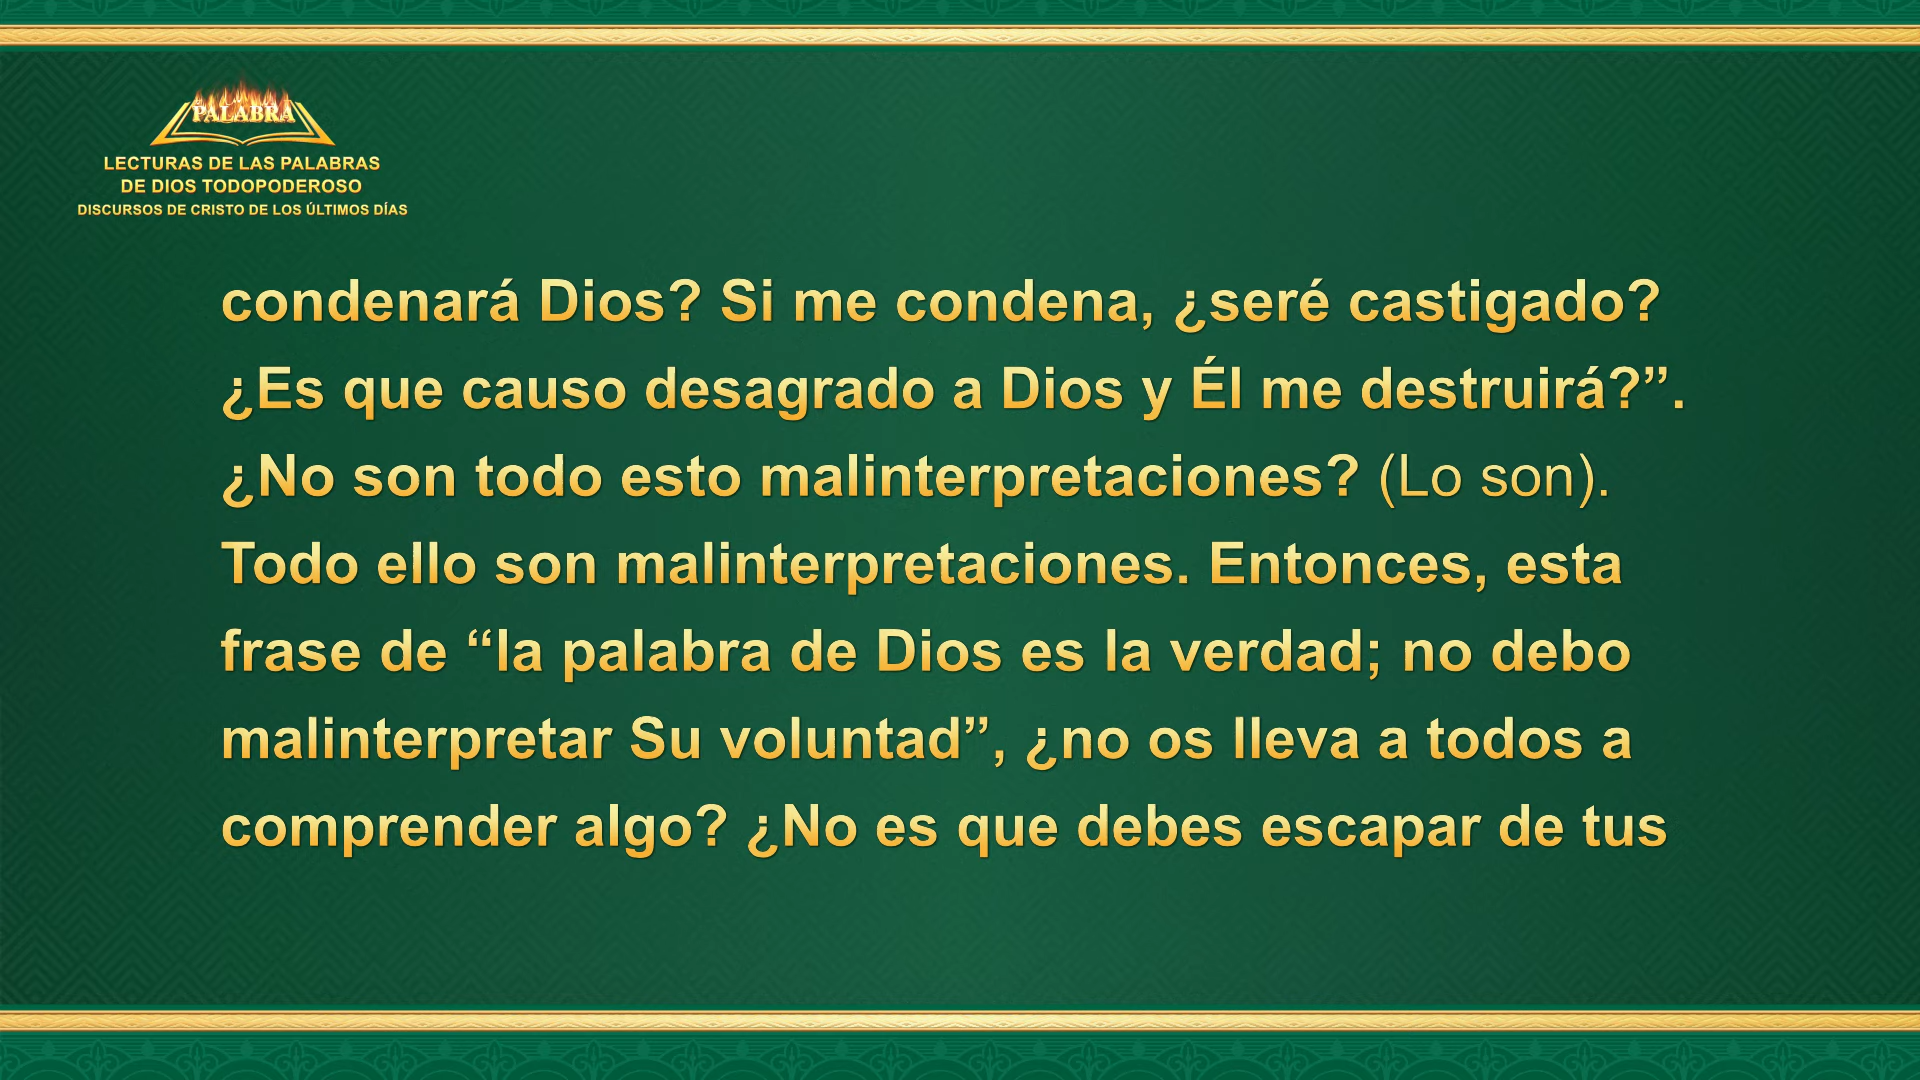 PALABRA
LECTURAS DE LAS PALABRAS
DE DIOS TODOPODEROSO
DISCURSOS DE CRISTO DE LOS ÚLTIMOS DÍAS
condenará Dios? Si me condena, ¿seré castigado?
¿Es que causo desagrado a Dios y Él me destruirá?”.
¿No son todo esto malinterpretaciones? (Lo son).
Todo ello son malinterpretaciones. Entonces, esta
frase de “la palabra de Dios es la verdad; no debo
malinterpretar Su voluntad”, ¿no os lleva a todos a
comprender algo? ¿No es que debes escapar de tus